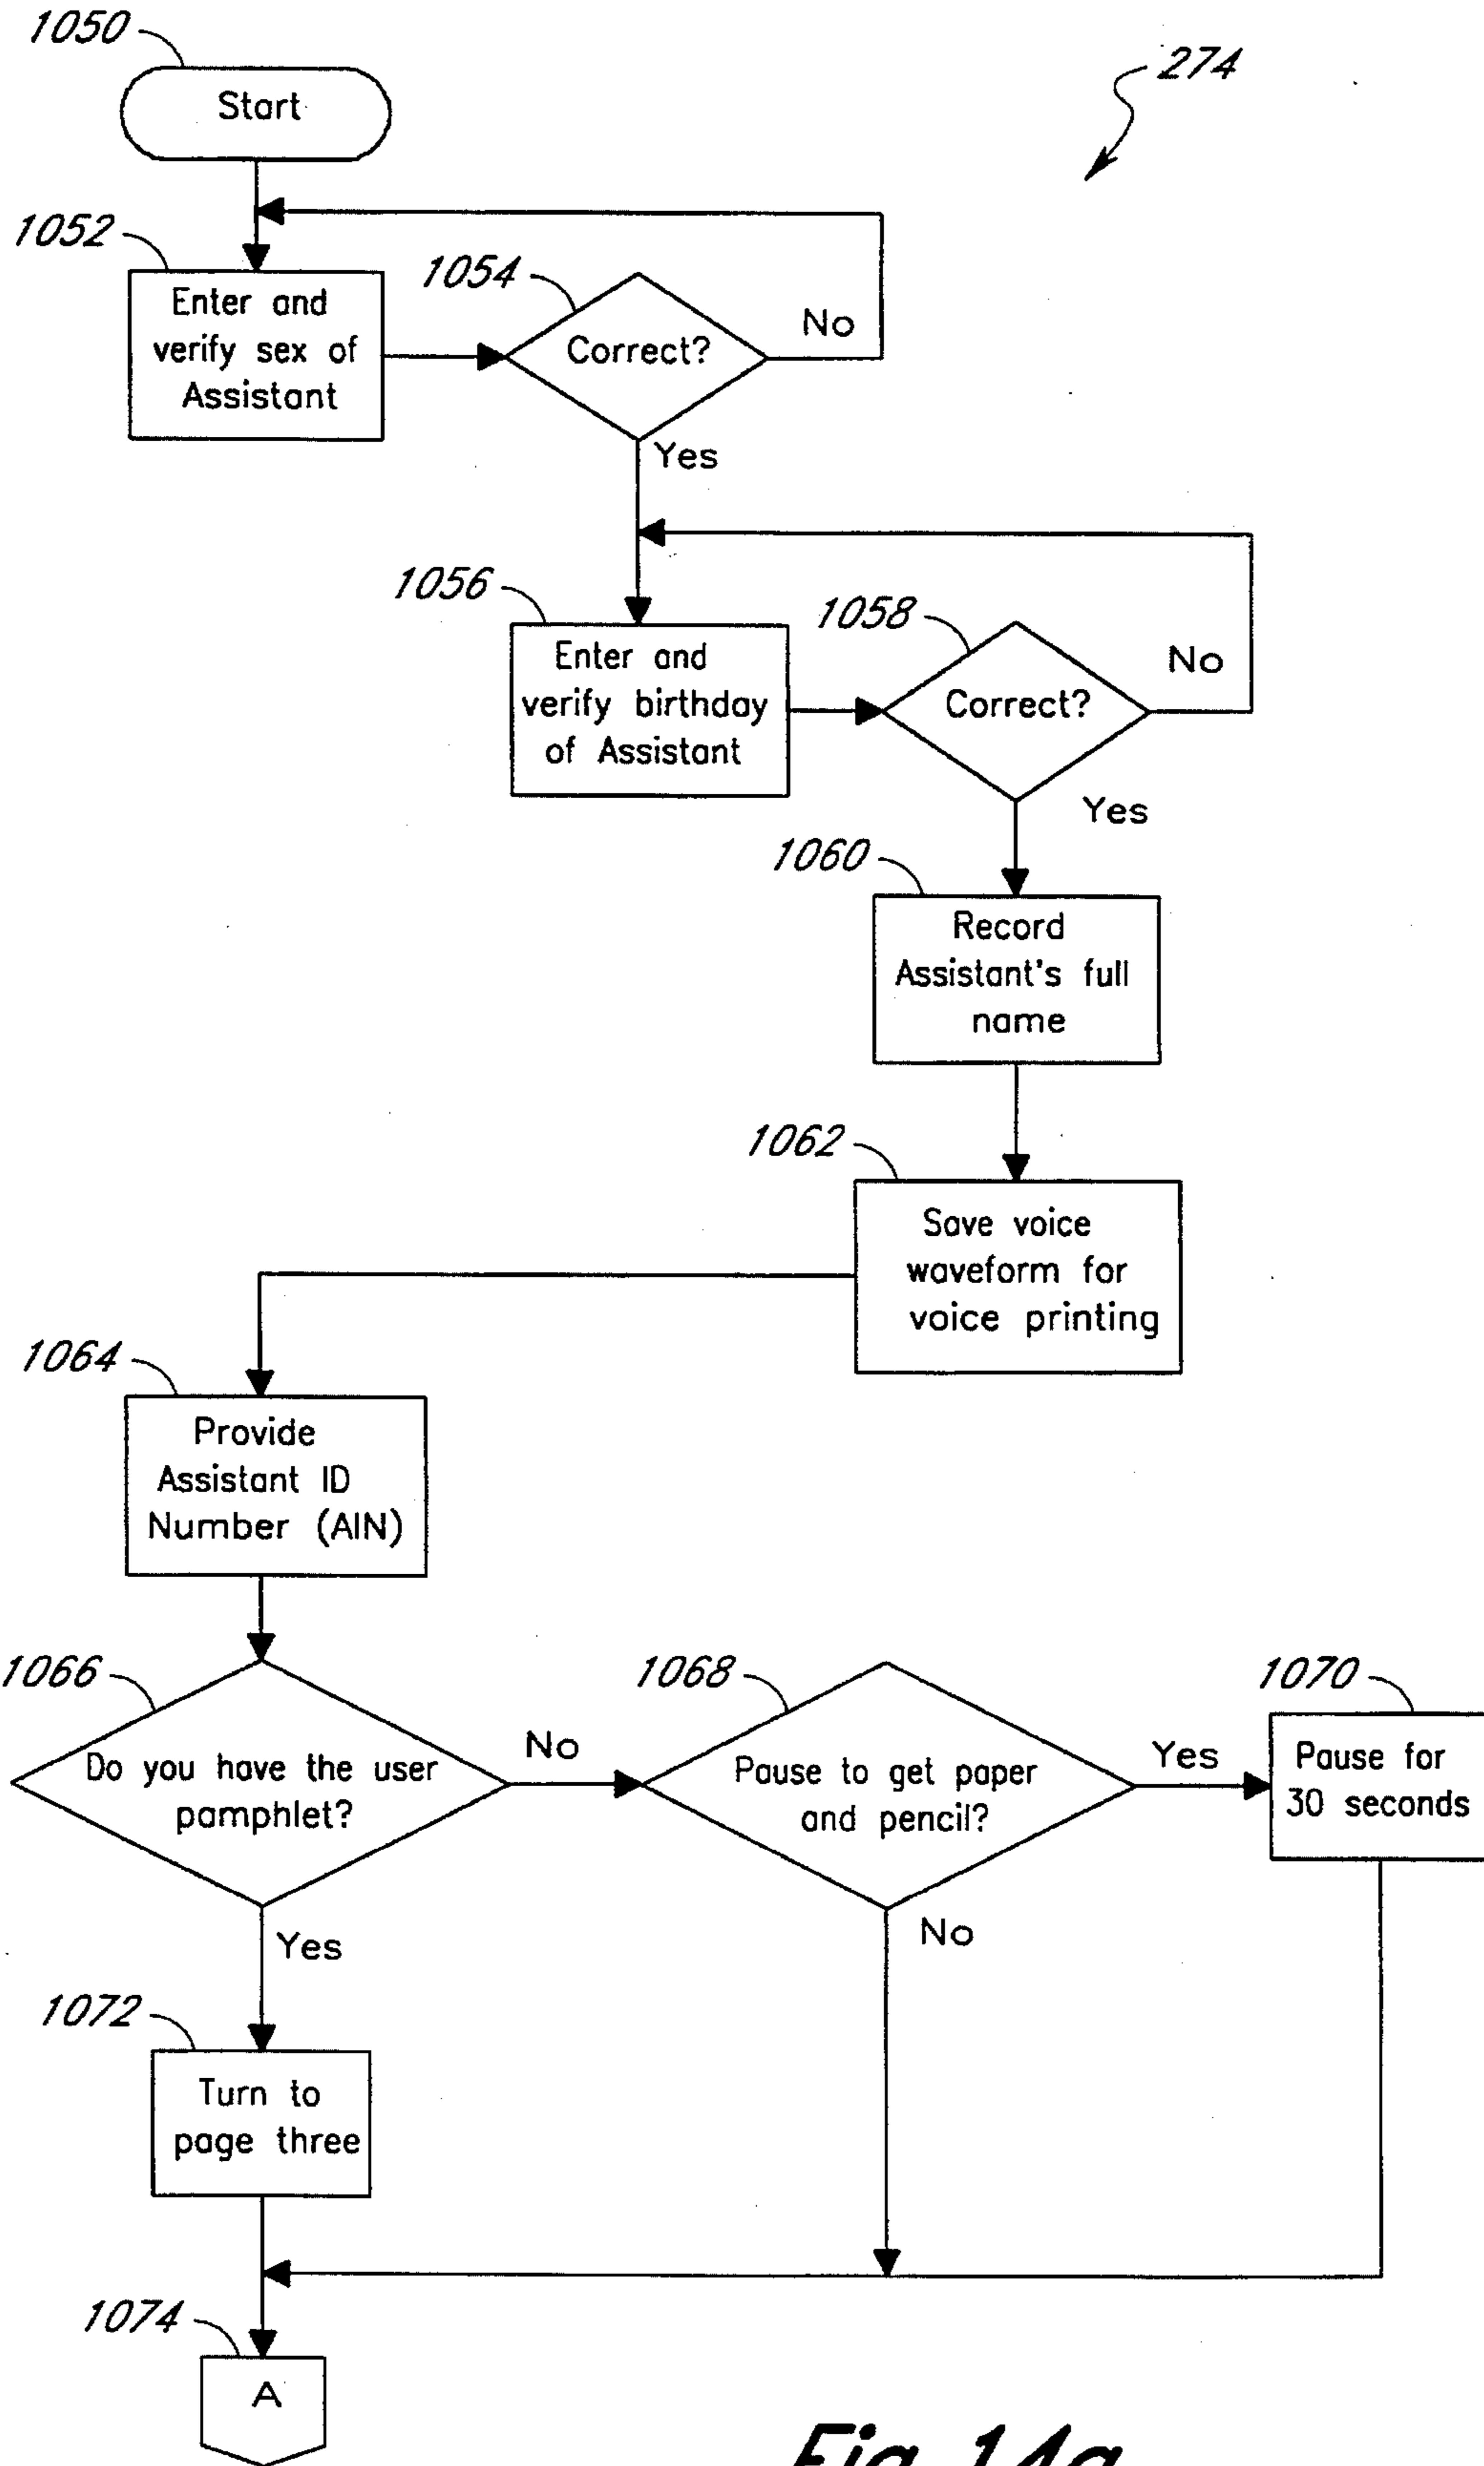 1050
Start
274
1052
Enter and
verify sex of
Assistant
1054
Correct?
No
Yes
1056
Enter and
verify birthday
of Assistant
1058
Correct?
No
Yes
1060
Record
Assistant's full
name
1062
Save voice
waveform for
voice printing
1064
Provide
Assistant ID
Number (AIN)
1066
Do you have the user
pamphlet?
No
1068
Pause to get paper
and pencil?
Yes
1070
Pause for
30 seconds
Yes
No
1072
Turn to
page three
1074
A
Fig. 14a